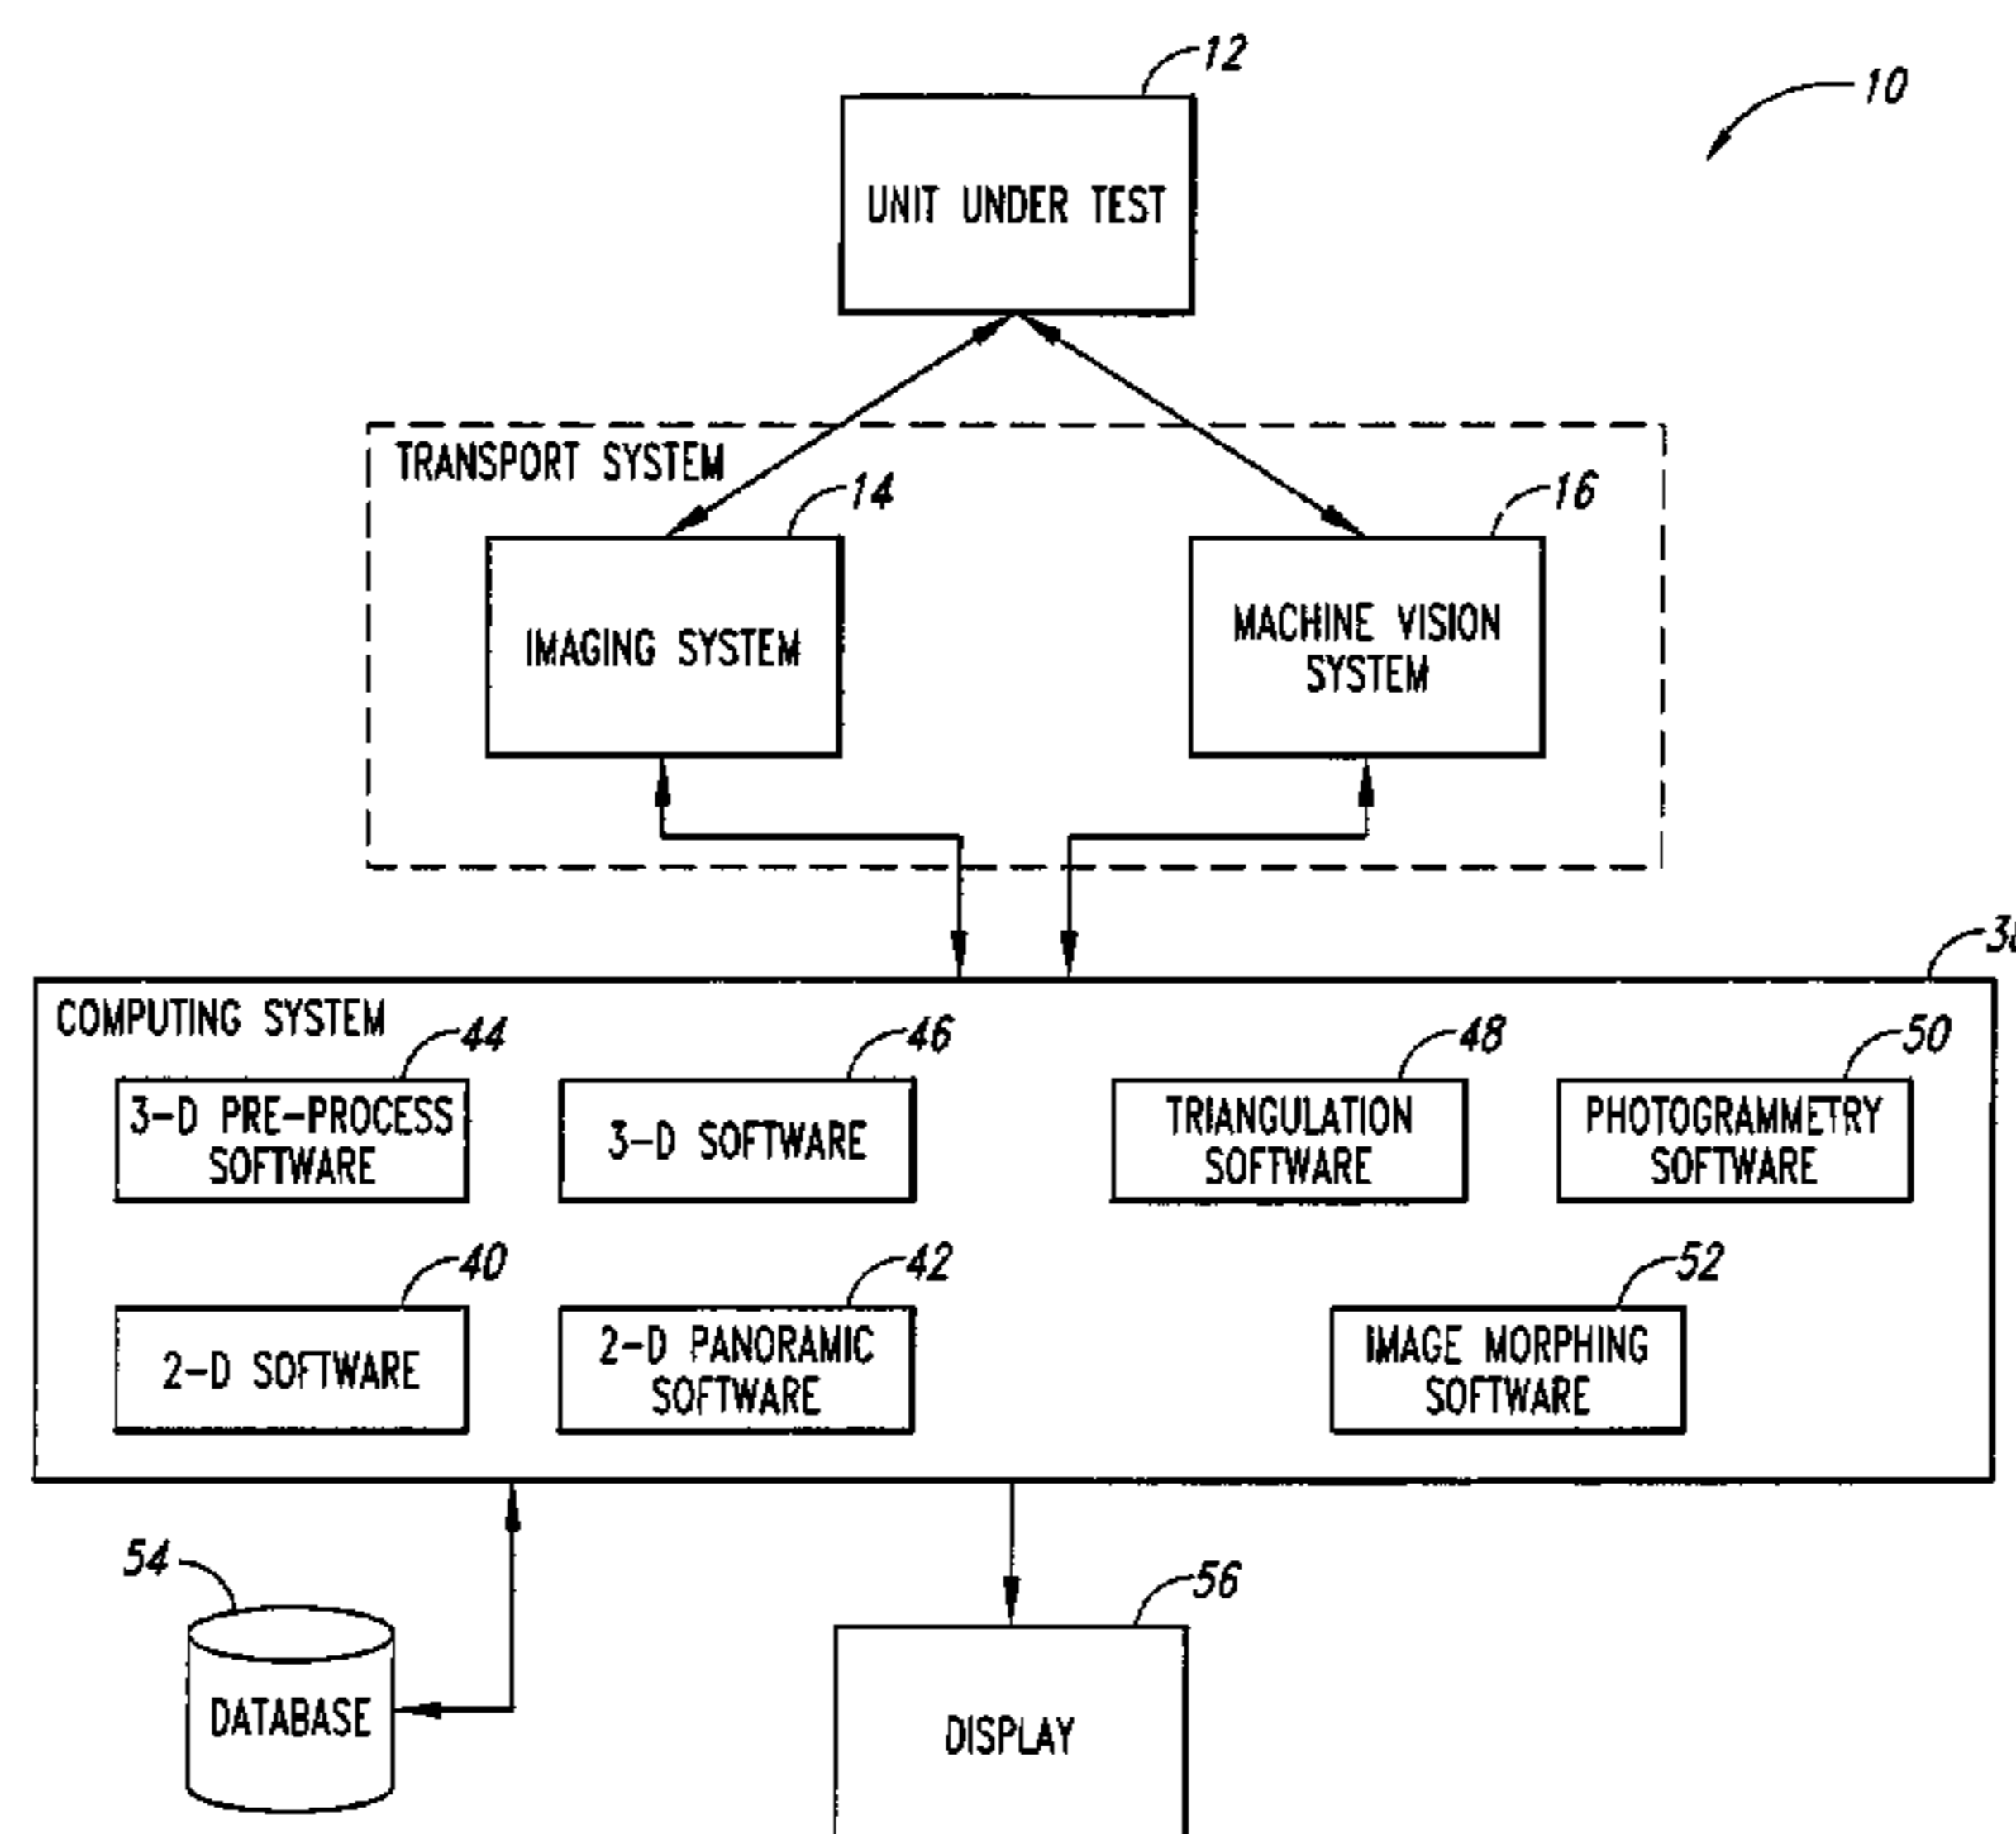 12
10
UNIT UNDER TEST
TRANSPORT SYSTEM
14
16
IMAGING SYSTEM
MACHINE VISION
SYSTEM
COMPUTING SYSTEM
44
46
48
50
3-D PRE-PROCESS
SOFTWARE
3-D SOFTWARE
TRIANGULATION
SOFTWARE
PHOTOGRAMMETRY
SOFTWARE
40
42
52
2-D SOFTWARE
2-D PANORAMIC
SOFTWARE
IMAGE MORPHING
SOFTWARE
54
56
DATABASE
DISPLAY